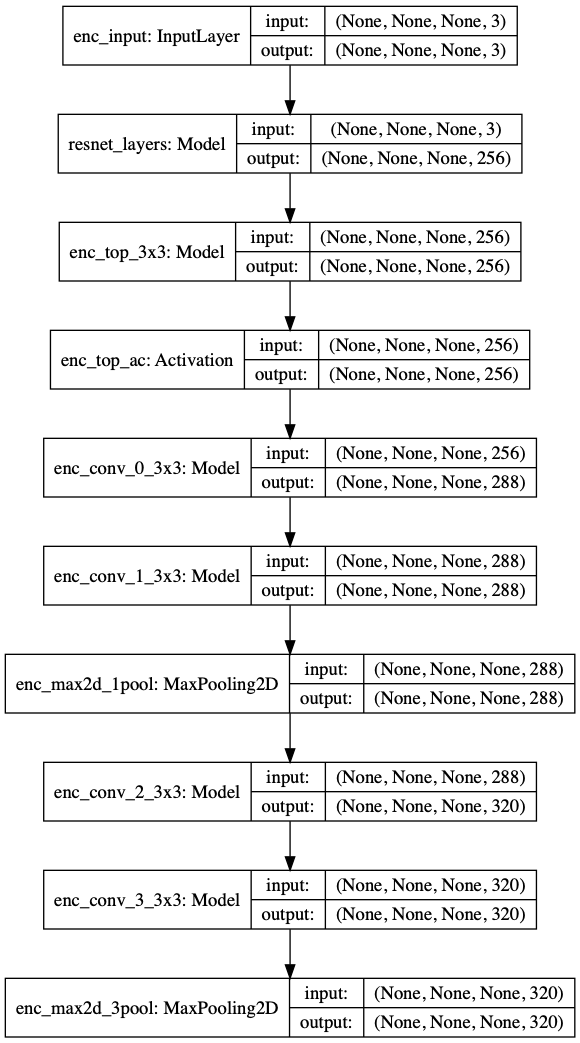 enc_input: InputLayer
input: (None, None, None, 3)
output: (None, None, None, 3)
resnet_layers: Model
input: (None, None, None, 3)
output: (None, None, None, 256)
enc_top_3x3: Model
input: (None, None, None, 256)
output: (None, None, None, 256)
enc_top_ac: Activation
input: (None, None, None, 256)
output: (None, None, None, 256)
enc_conv_0_3x3: Model
input: (None, None, None, 256)
output: (None, None, None, 288)
enc_conv_1_3x3: Model
input: (None, None, None, 288)
output: (None, None, None, 288)
enc_max2d_1pool: MaxPooling2D
input: (None, None, None, 288)
output: (None, None, None, 288)
enc_conv_2_3x3: Model
input: (None, None, None, 288)
output: (None, None, None, 320)
enc_conv_3_3x3: Model
input: (None, None, None, 320)
output: (None, None, None, 320)
enc_max2d_3pool: MaxPooling2D
input: (None, None, None, 320)
output: (None, None, None, 320)